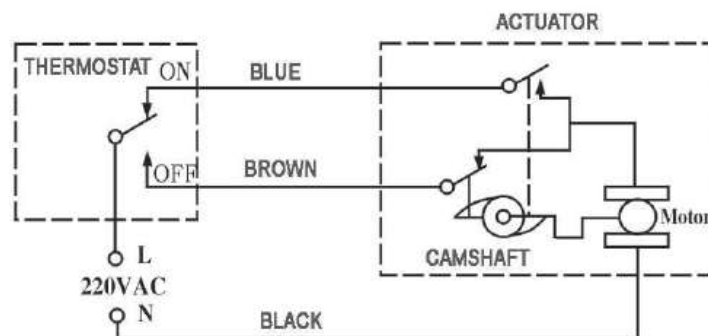 ACTUATOR
THERMOSTAT
ON
BLUE
OFF
BROWN
Motor
CAMSHAFT
L
220VAC
N
BLACK